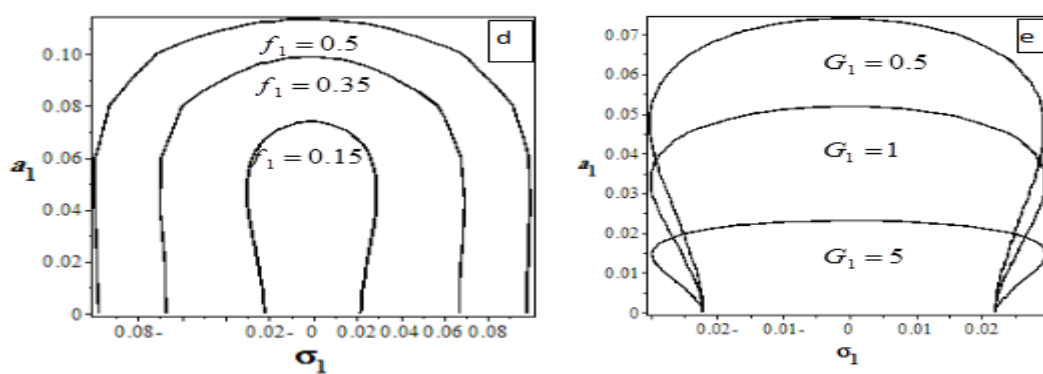 d
f₁ = 0.5
f₁ = 0.35
f₁ = 0.15
a₁
0.10
0.08
0.06
0.04
0.02
0
0.08- 0.02- 0 0.02 0.04 0.06 0.08
σ₁
e
G₁ = 0.5
G₁ = 1
G₁ = 5
a₁
0.07
0.06
0.05
0.04
0.03
0.02
0.01
0
0.02- 0.01- 0 0.01 0.02
σ₁